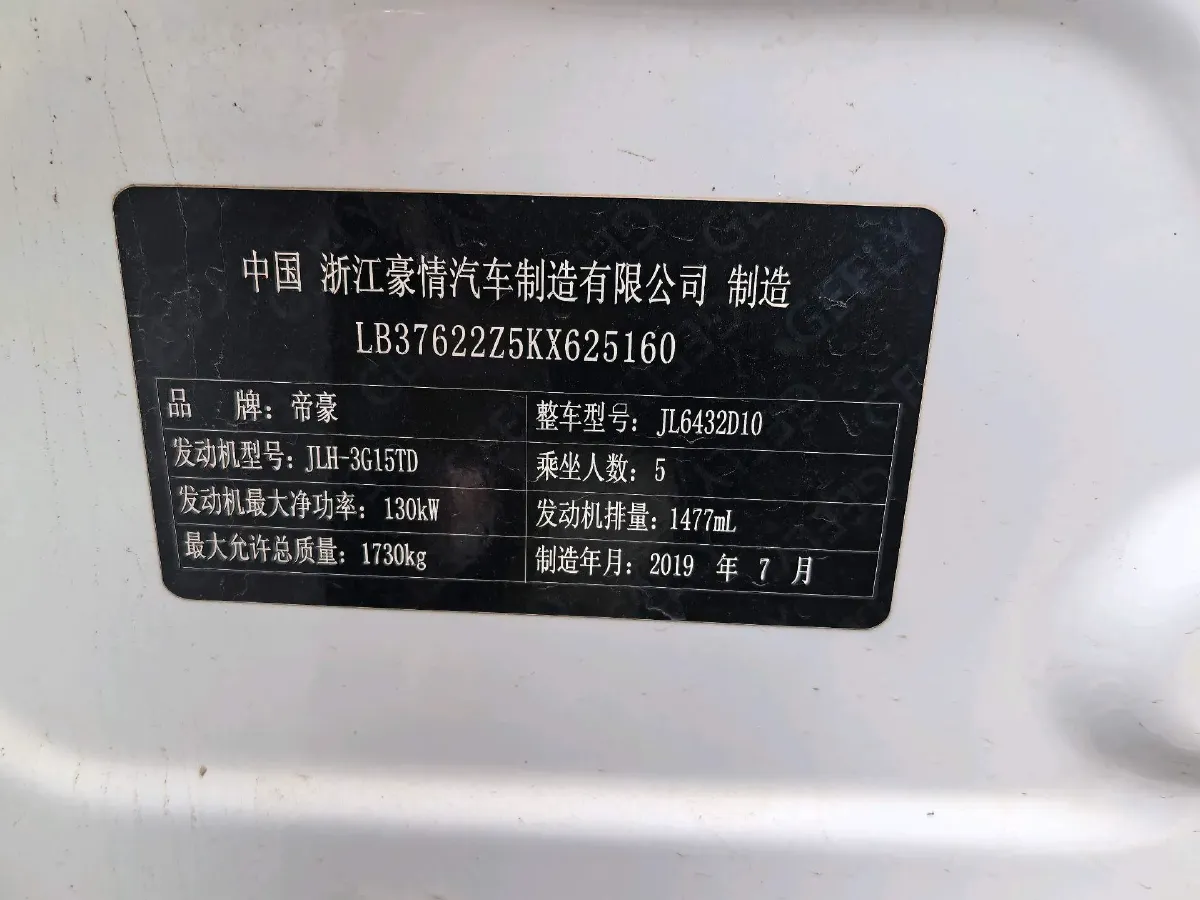 中国 浙江豪情汽车制造有限公司 制造
LB37622Z5KX625160
品 牌：帝豪 整车型号：JL6432D10
发动机型号：JLH-3G15TD 乘坐人数：5
发动机最大净功率：130kW 发动机排量：1477mL
最大允许总质量：1730kg 制造年月：2019 年 7 月
GEELY